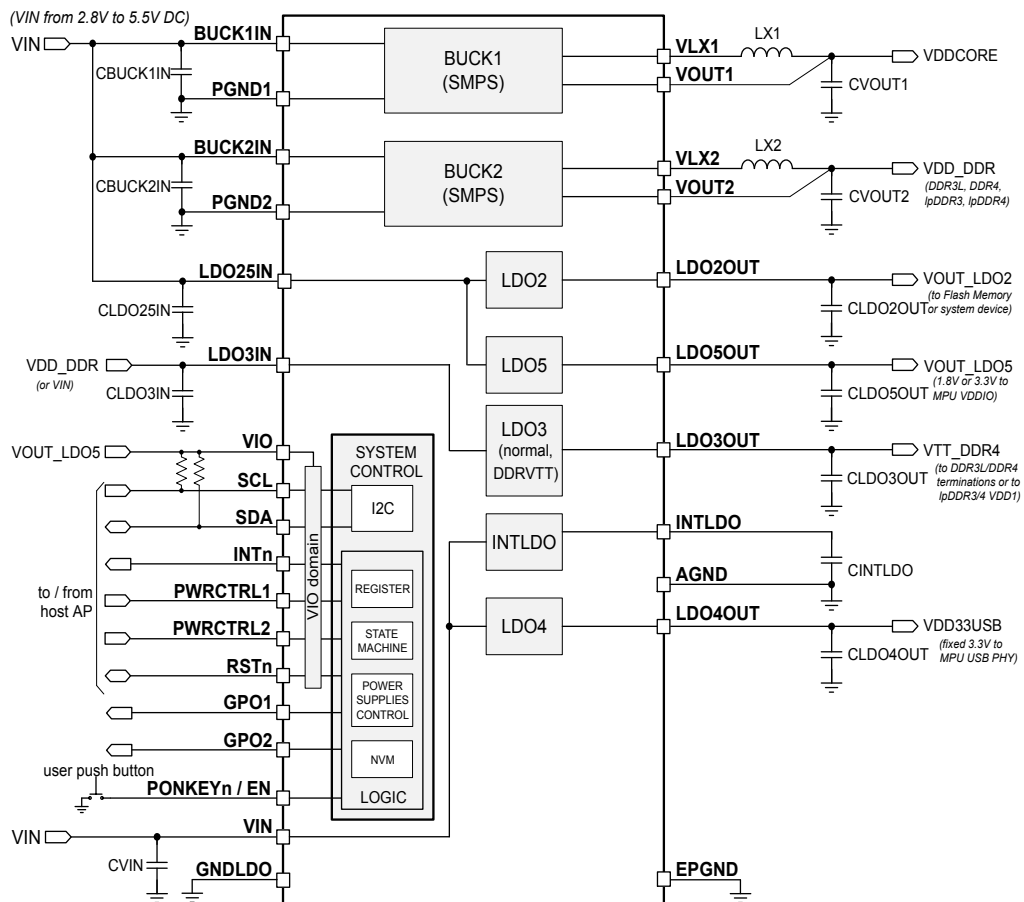 (VIN from 2.8V to 5.5V DC)
VIN
BUCK1IN
CBUCK1IN
PGND1
BUCK1
(SMPS)
VLX1
LX1
VDDCORE
VOUT1
CVOUT1
BUCK2IN
CBUCK2IN
PGND2
BUCK2
(SMPS)
VLX2
LX2
VDD_DDR
(DDR3L, DDR4,
lpDDR3, lpDDR4)
VOUT2
CVOUT2
LDO25IN
CLDO25IN
LDO2
LDO2OUT
VOUT_LDO2
(to Flash Memory
or system device)
CLDO2OUT
VDD_DDR
(or VIN)
LDO3IN
CLDO3IN
LDO5
LDO5OUT
VOUT_LDO5
(1.8V or 3.3V to
MPU VDDIO)
CLDO5OUT
LDO3
(normal,
DDRVTT)
LDO3OUT
VTT_DDR4
(to DDR3L/DDR4
terminations or to
lpDDR3/4 VDD1)
CLDO3OUT
VOUT_LDO5
VIO
SCL
SDA
INTn
PWRCTRL1
PWRCTRL2
RSTn
GPO1
GPO2
to / from
host AP
VIO domain
SYSTEM
CONTROL
I2C
REGISTER
STATE
MACHINE
POWER
SUPPLIES
CONTROL
NVM
LOGIC
INTLDO
INTLDO
CINTLDO
AGND
LDO4
LDO4OUT
VDD33USB
(fixed 3.3V to
MPU USB PHY)
CLDO4OUT
user push button
PONKEYn / EN
VIN
VIN
CVIN
GNDLDO
EPGND